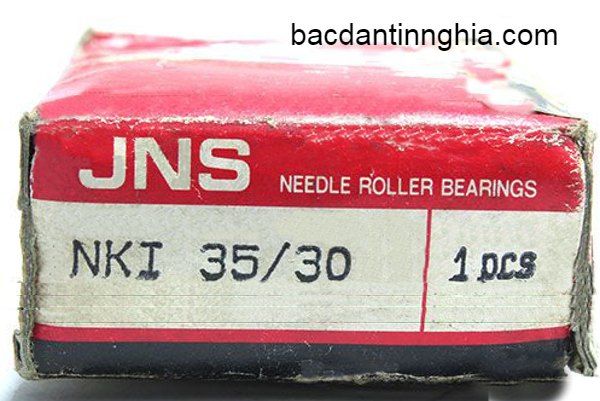 bacdantinnghia.com
JNS NEEDLE ROLLER BEARINGS
NKI 35/30 1 pcs